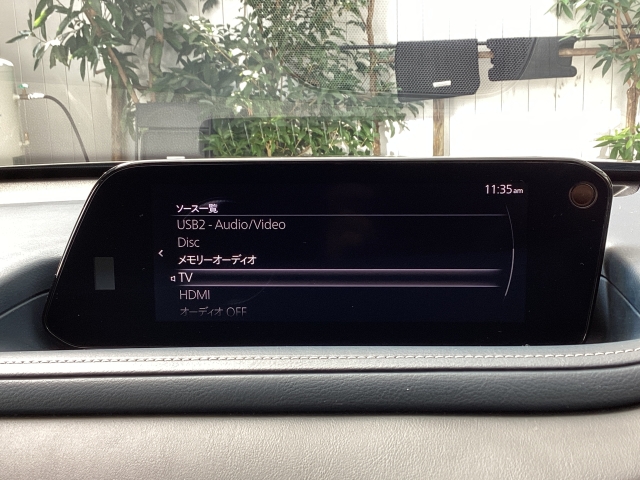 11:35am
ソース一覧
USB2 - Audio/Video
Disc
メモリーオーディオ
TV
HDMI
オーディオ OFF